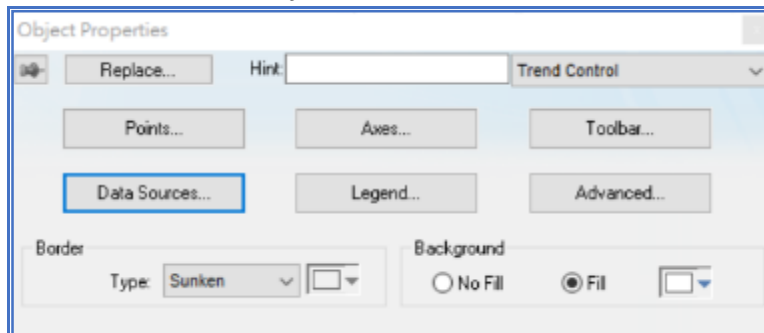 Object Properties
Replace... Hint: Trend Control
Points... Axes... Toolbar...
Data Sources... Legend... Advanced...
Border Background
Type: Sunken No Fill Fill